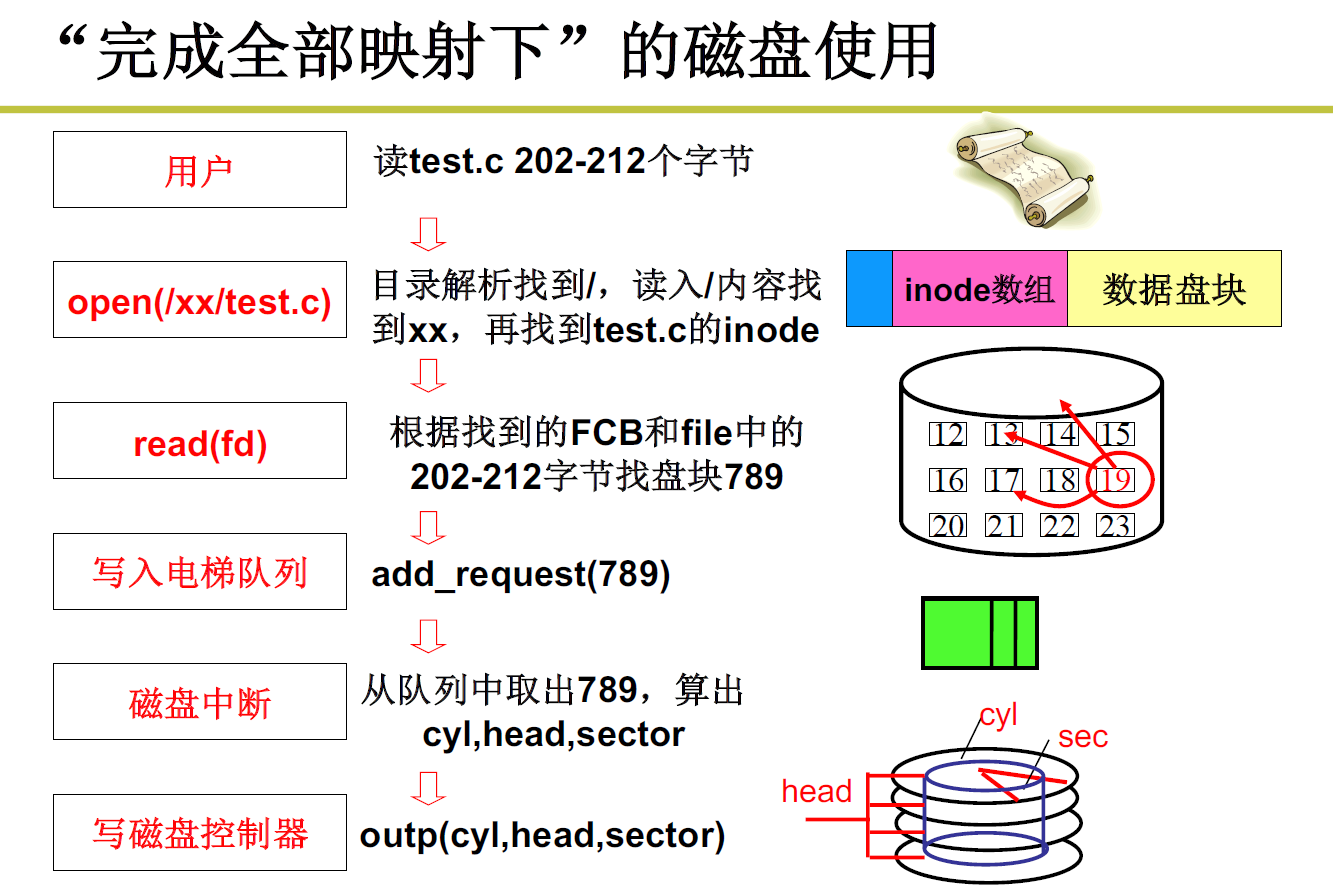 “完成全部映射下”的磁盘使用
用户
读test.c 202-212个字节
open(/xx/test.c)
目录解析找到/，读入/内容找
到xx，再找到test.c的inode
inode数组
数据盘块
read(fd)
根据找到的FCB和file中的
202-212字节找盘块789
12 13 14 15
16 17 18 19
20 21 22 23
写入电梯队列
add_request(789)
磁盘中断
从队列中取出789，算出
cyl,head,sector
cyl
sec
head
写磁盘控制器
outp(cyl,head,sector)